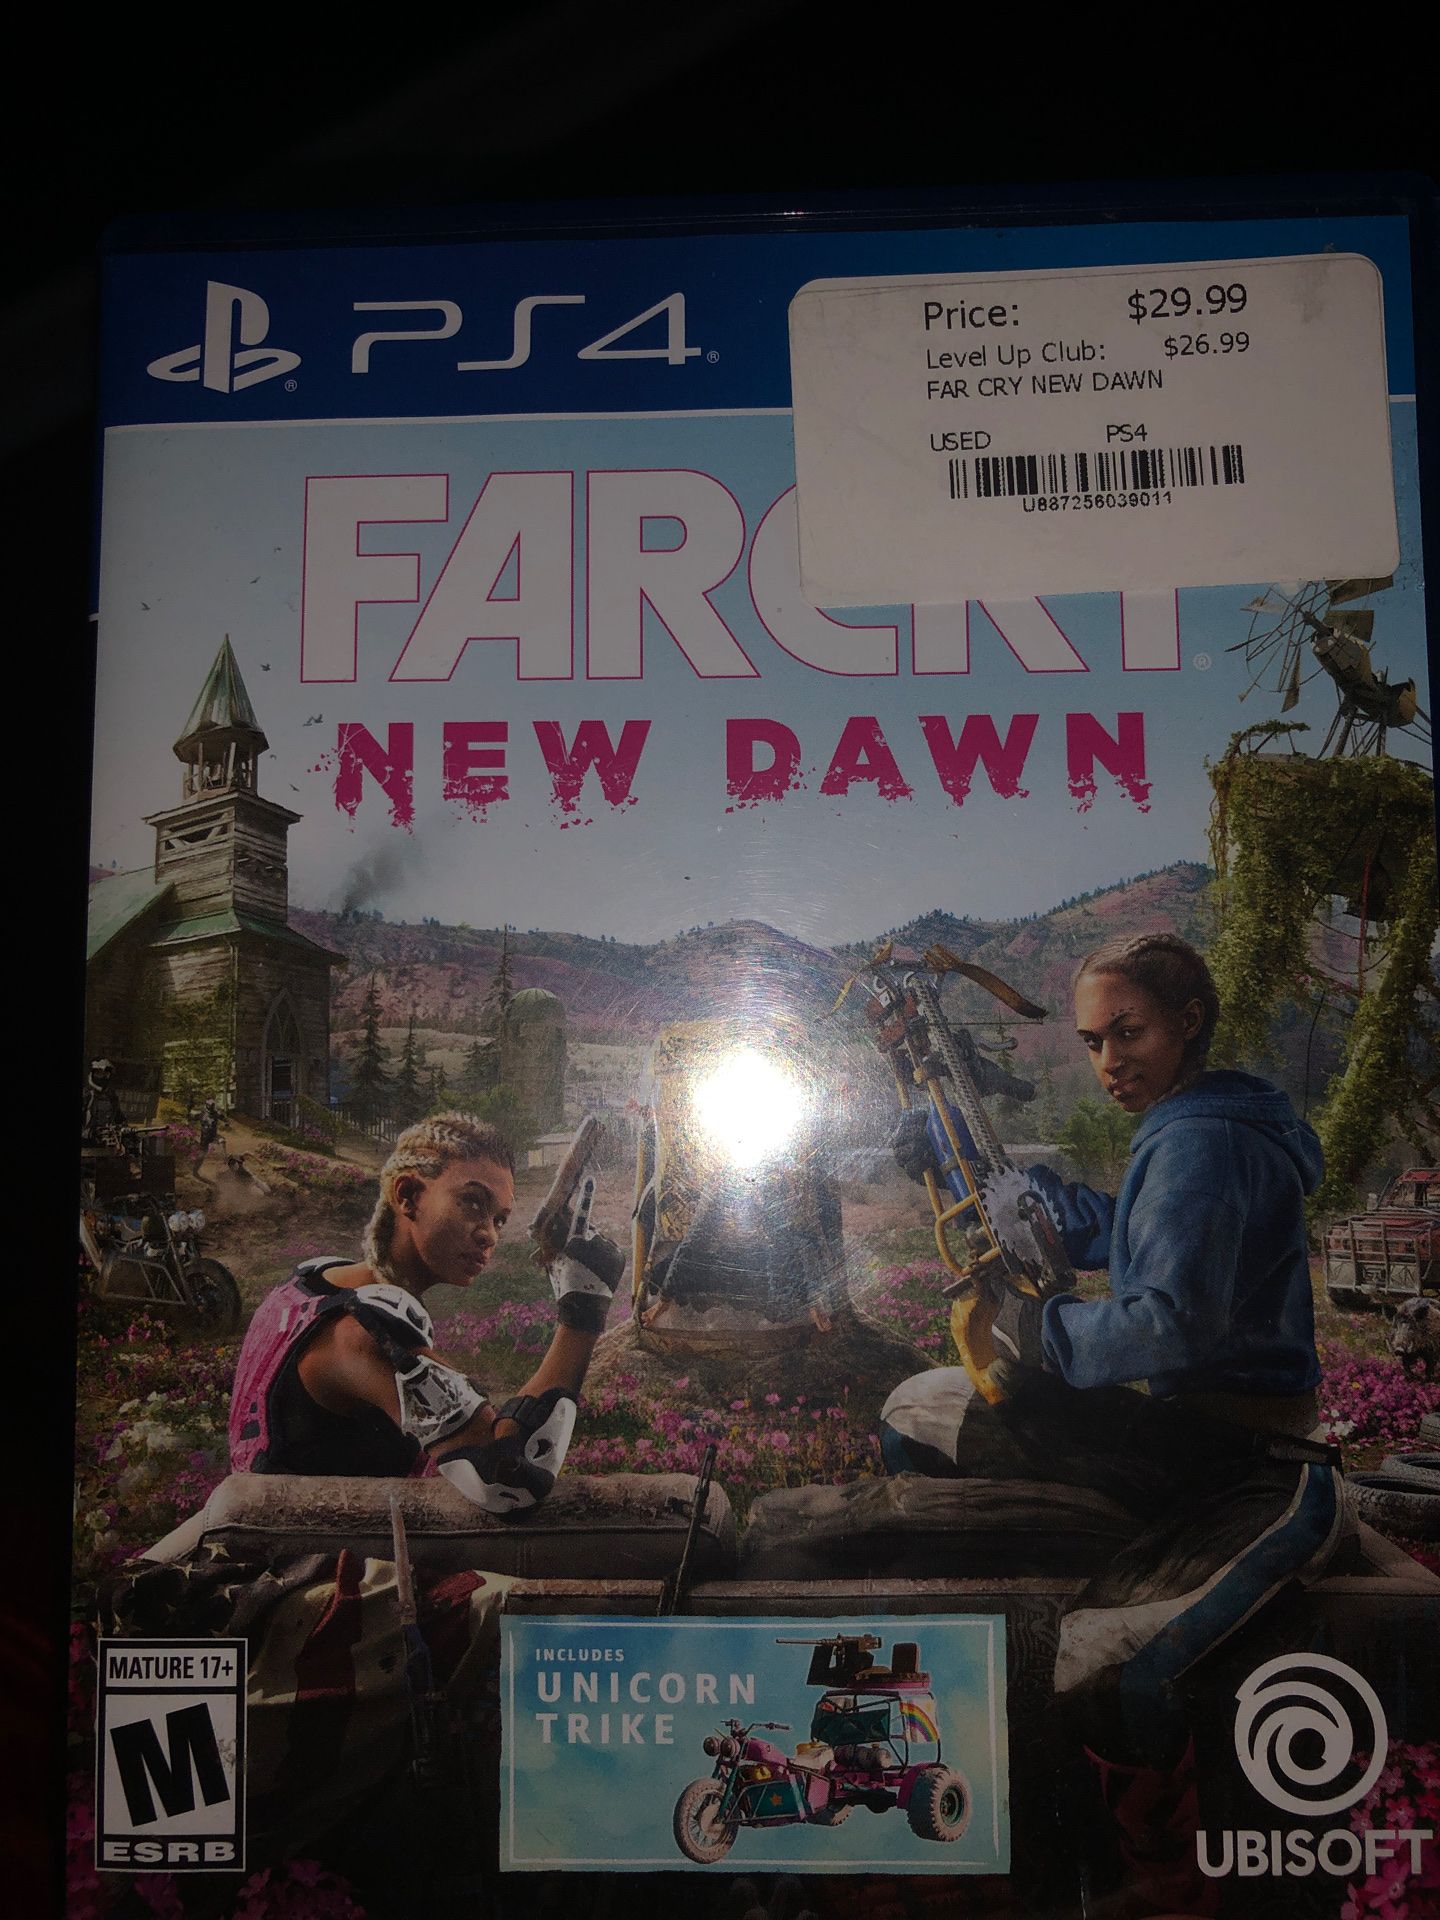 PS4®
Price: $29.99
Level Up Club: $26.99
FAR CRY NEW DAWN
USED PS4
U887256039011
FARCRY®
NEW DAWN
MATURE 17+
M
ESRB
INCLUDES
UNICORN
TRIKE
UBISOFT